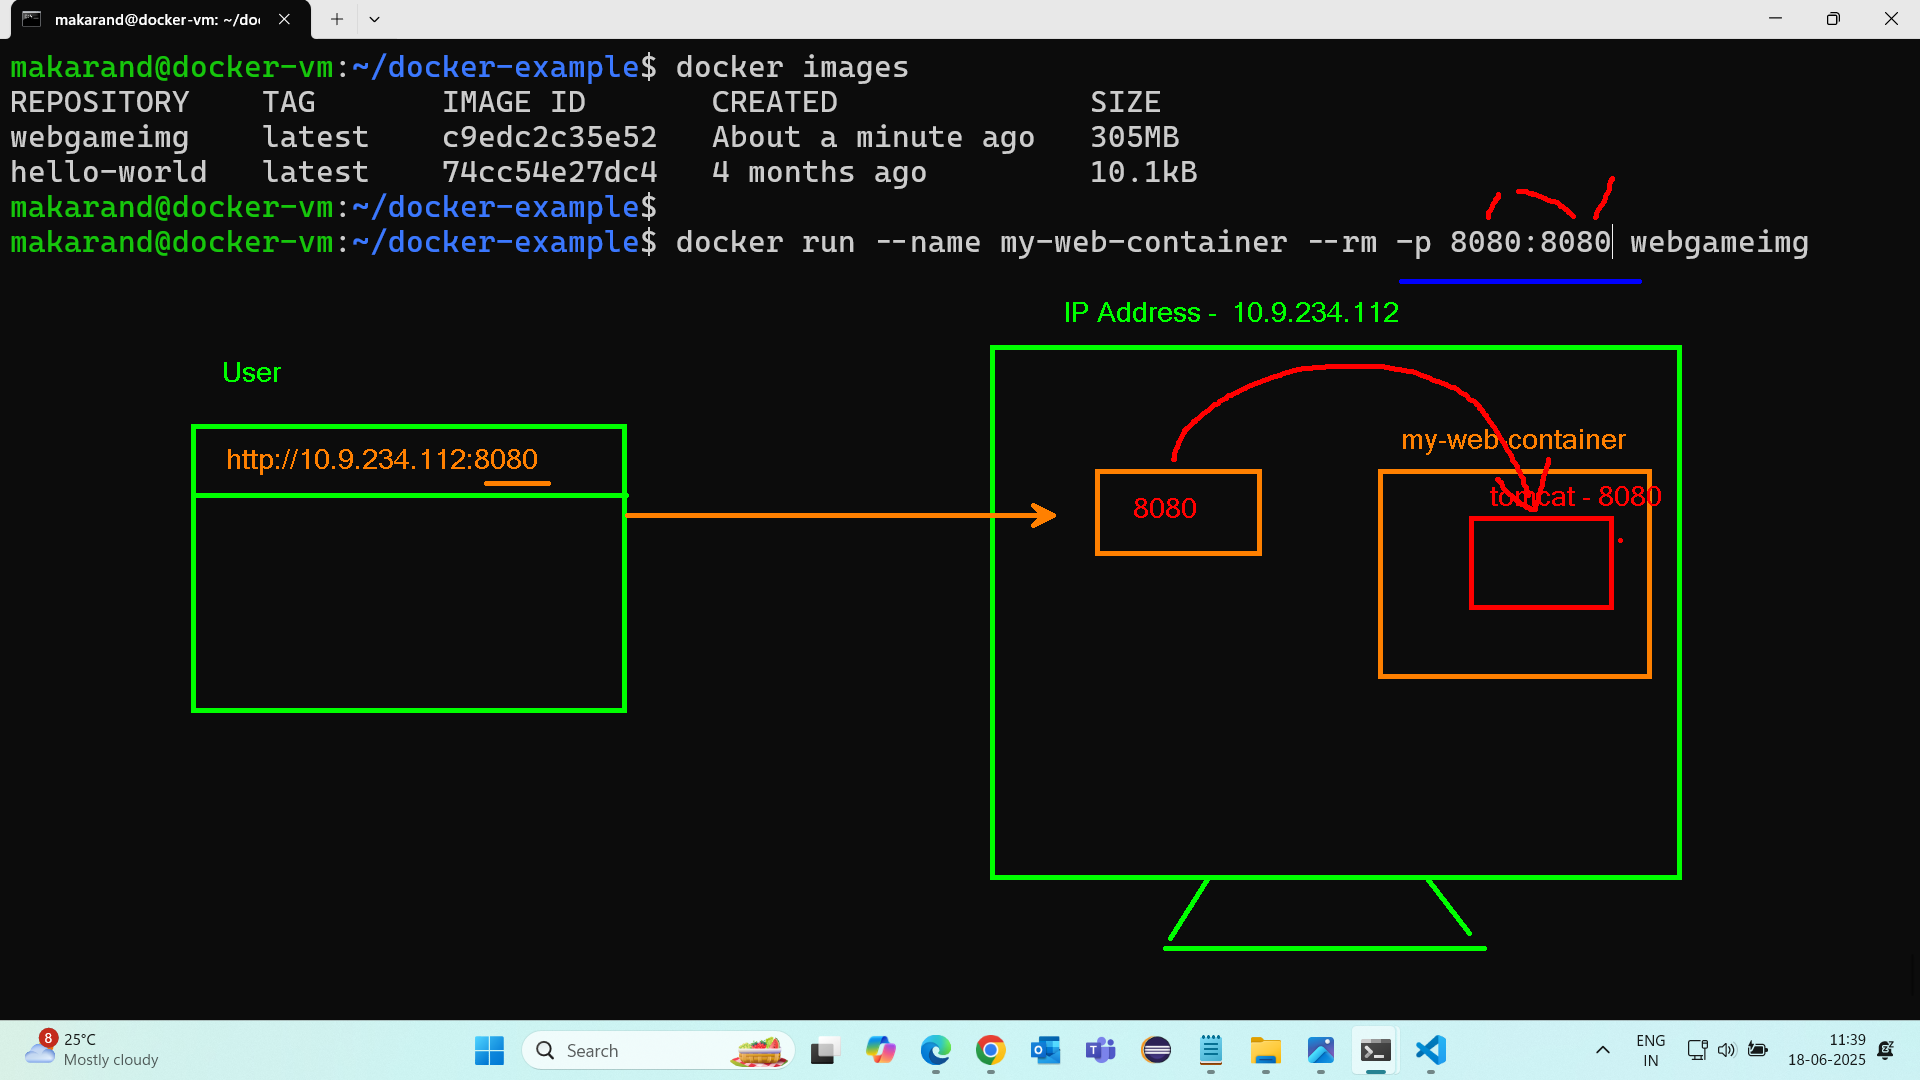 makarand@docker-vm: ~/do
makarand@docker-vm:~/docker-example$ docker images
REPOSITORY TAG IMAGE ID CREATED SIZE
webgameimg latest c9edc2c35e52 About a minute ago 305MB
hello-world latest 74cc54e27dc4 4 months ago 10.1kB
makarand@docker-vm:~/docker-example$
makarand@docker-vm:~/docker-example$ docker run --name my-web-container --rm -p 8080:8080 webgameimg
IP Address - 10.9.234.112
User
http://10.9.234.112:8080
my-web-container
tomcat - 8080
8080
8
25°C
Mostly cloudy
Search
ENG
IN
11:39
18-06-2025